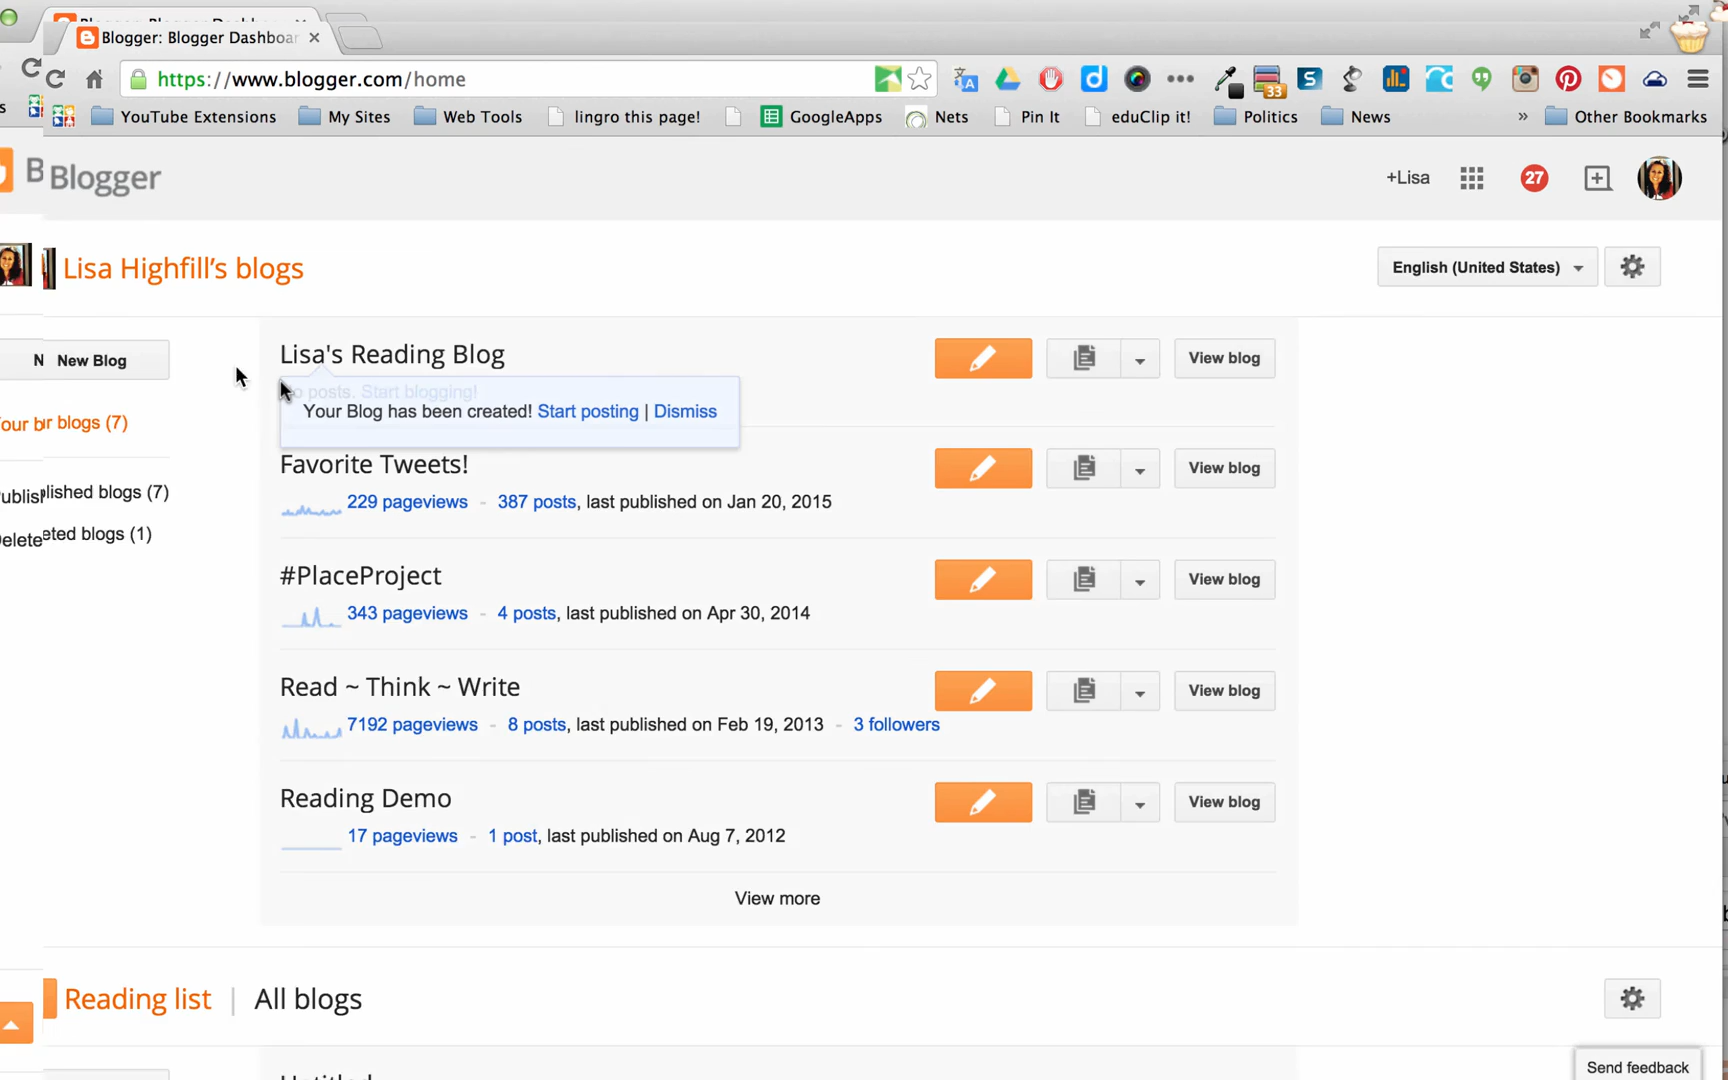 Blogger: Blogger Dashboar
https://www.blogger.com/home
33
YouTube Extensions My Sites Web Tools lingro this page! GoogleApps Nets Pin It eduClip it! Politics News » Other Bookmarks
B Blogger +Lisa 27
Lisa Highfill’s blogs English (United States)
N New Blog
Lisa's Reading Blog View blog
posts. Start blogging!
Your Blog has been created! Start posting | Dismiss
Your br blogs (7)
Favorite Tweets! View blog
229 pageviews - 387 posts, last published on Jan 20, 2015
lished blogs (7)
eted blogs (1)
#PlaceProject View blog
343 pageviews - 4 posts, last published on Apr 30, 2014
Read ~ Think ~ Write View blog
7192 pageviews - 8 posts, last published on Feb 19, 2013 - 3 followers
Reading Demo View blog
17 pageviews - 1 post, last published on Aug 7, 2012
View more
Reading list | All blogs
Send feedback